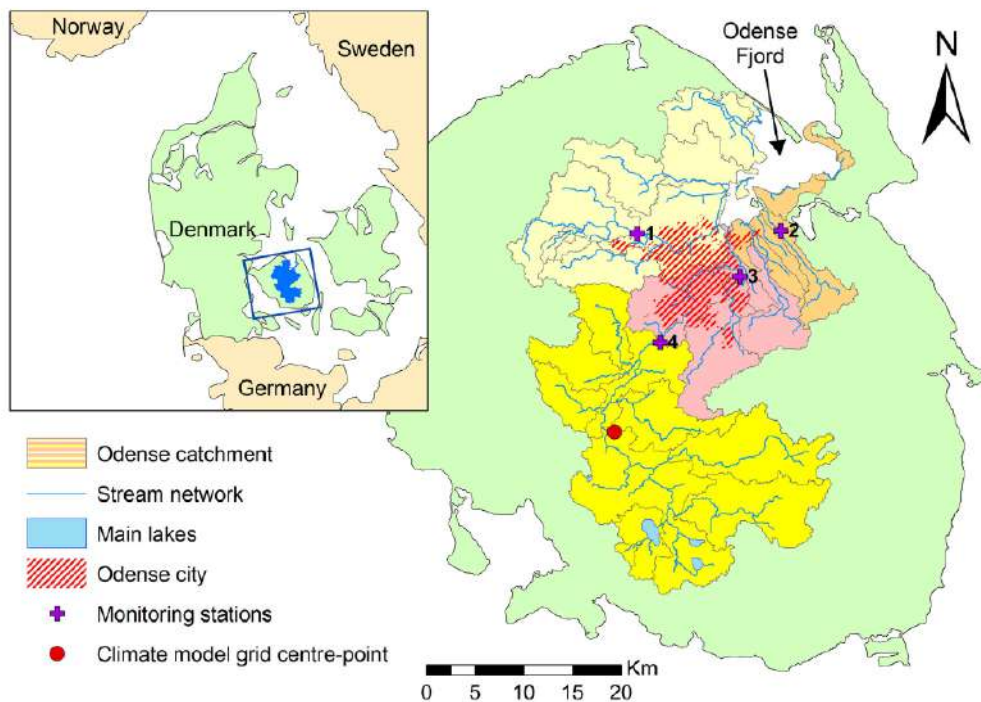 Norway
Sweden
Denmark
Germany
Odense
Fjord
N
1
2
3
4
Odense catchment
Stream network
Main lakes
Odense city
Monitoring stations
Climate model grid centre-point
Km
0 5 10 15 20